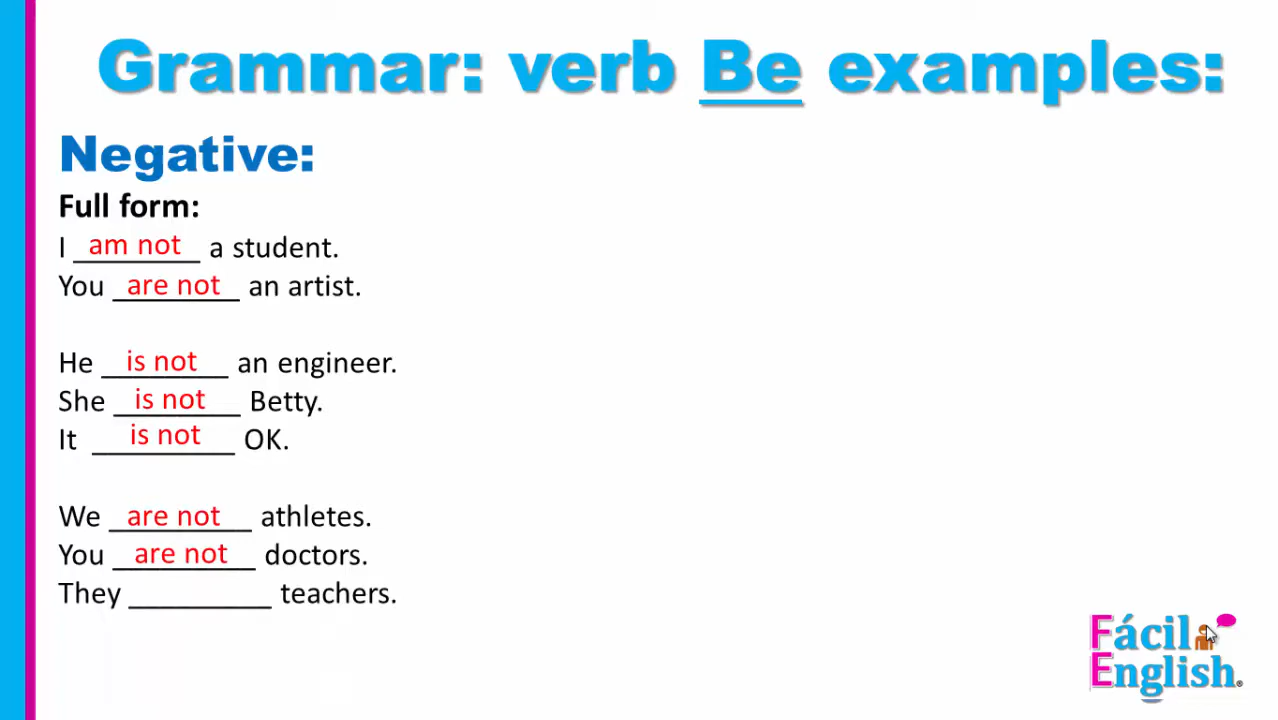 Grammar: verb Be examples:
Negative:
Full form:
I am not a student.
You are not an artist.
He is not an engineer.
She is not Betty.
It is not OK.
We are not athletes.
You are not doctors.
They _________ teachers.
Fácil
English®